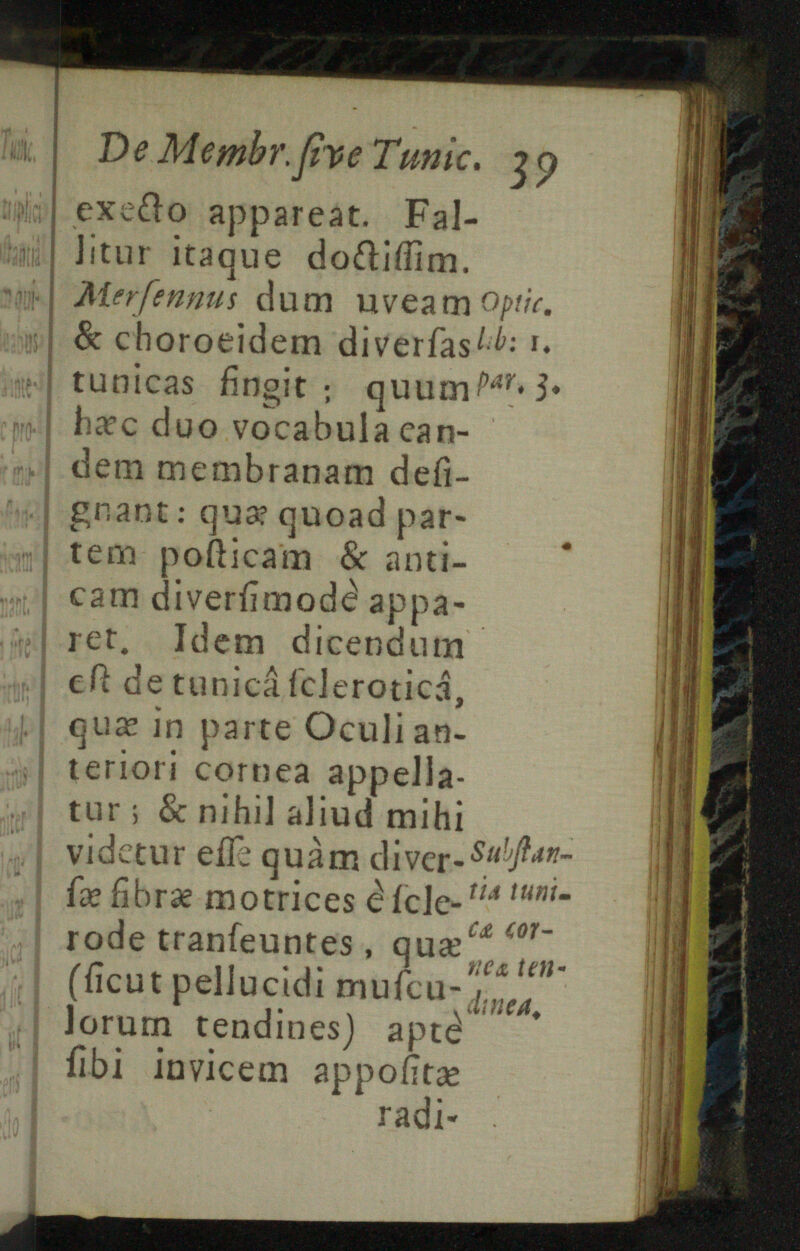 De Membr. ſive Tunic. 39
exećto appareat. Fal-
litur itaque doctiſſim.
Merſennus dum uveam Optic.
& choroeidem diverſas lib: 1.
tunicas fingit ; quum par. 3.
hæc duo vocabula ean-
dem membranam deſi-
gnant : quæ quoad par-
tem poſticam & anti-
cam diverſimodè appa-
ret. Idem dicendum
eſt de tunicâ ſcleroticâ,
quæ in parte Oculi an-
teriori cornea appella-
tur ; & nihil aliud mihi
videtur eſſe quàm diver- Subſtan-
ſæ fibræ motrices è ſcle- tia tuni-
rode tranſeuntes, quæ cæ cor-
(ſicut pellucidi muſcu- neæ ten-
lorum tendines) aptè dinea.
ſibi invicem appoſitæ
radi-